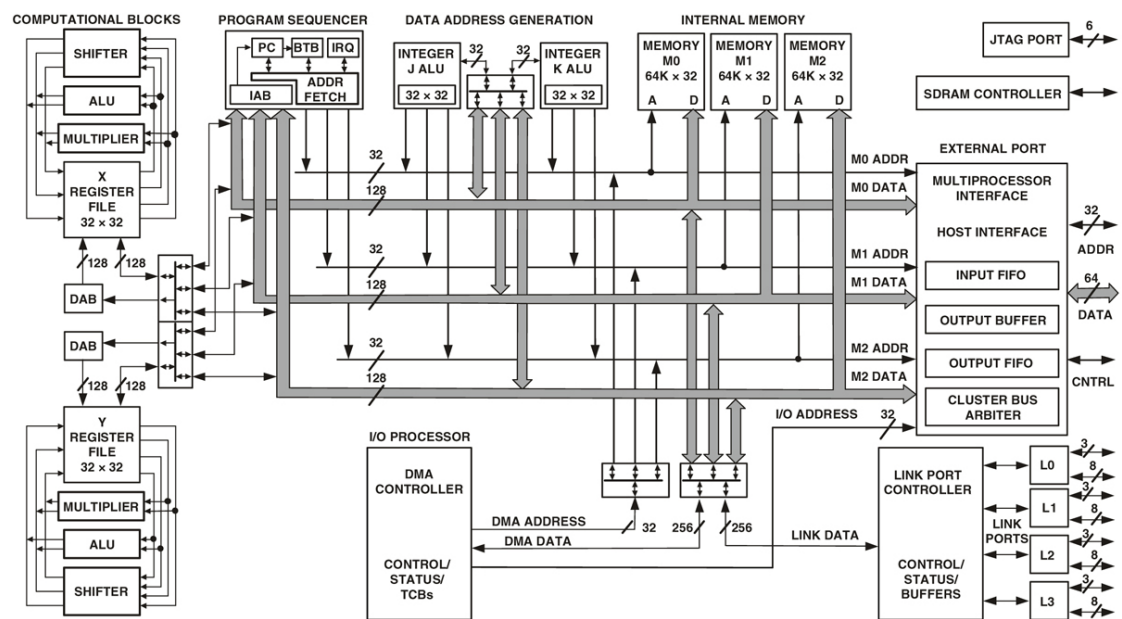 COMPUTATIONAL BLOCKS
SHIFTER
ALU
MULTIPLIER
X
REGISTER
FILE
32 × 32
128
128
DAB
DAB
128
128
Y
REGISTER
FILE
32 × 32
MULTIPLIER
ALU
SHIFTER
PROGRAM SEQUENCER
PC
BTB
IRQ
IAB
ADDR
FETCH
DATA ADDRESS GENERATION
INTEGER
J ALU
32 × 32
32
32
INTEGER
K ALU
32 × 32
INTERNAL MEMORY
MEMORY
M0
64K × 32
A D
MEMORY
M1
64K × 32
A D
MEMORY
M2
64K × 32
A D
32
128
32
128
32
128
M0 ADDR
M0 DATA
M1 ADDR
M1 DATA
M2 ADDR
M2 DATA
I/O ADDRESS
32
JTAG PORT
6
SDRAM CONTROLLER
EXTERNAL PORT
MULTIPROCESSOR
INTERFACE
HOST INTERFACE
INPUT FIFO
OUTPUT BUFFER
OUTPUT FIFO
CLUSTER BUS
ARBITER
32
ADDR
64
DATA
CNTRL
I/O PROCESSOR
DMA
CONTROLLER
CONTROL/
STATUS/
TCBs
DMA ADDRESS
32
DMA DATA
256
256
LINK DATA
LINK PORT
CONTROLLER
CONTROL/
STATUS/
BUFFERS
LINK
PORTS
L0
3
8
L1
3
8
L2
3
8
L3
3
8